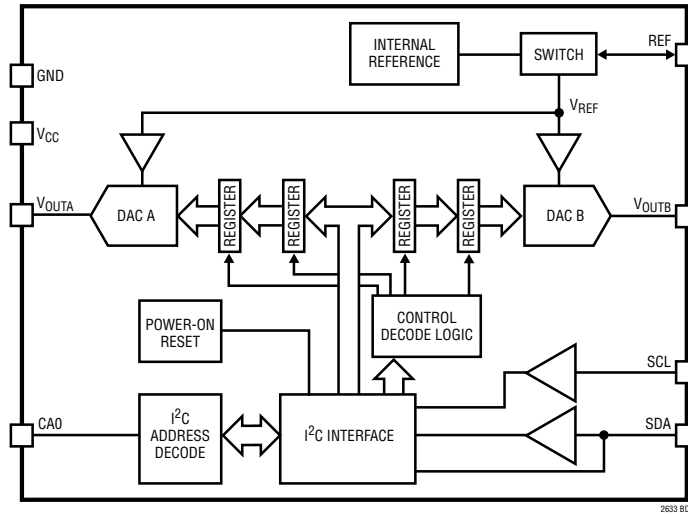 INTERNAL
REFERENCE
SWITCH
REF
GND
VREF
VCC
REGISTER
REGISTER
REGISTER
REGISTER
VOUTA
DAC A
DAC B
VOUTB
POWER-ON
RESET
CONTROL
DECODE LOGIC
SCL
CA0
I2C
ADDRESS
DECODE
I2C INTERFACE
SDA
2633 BD